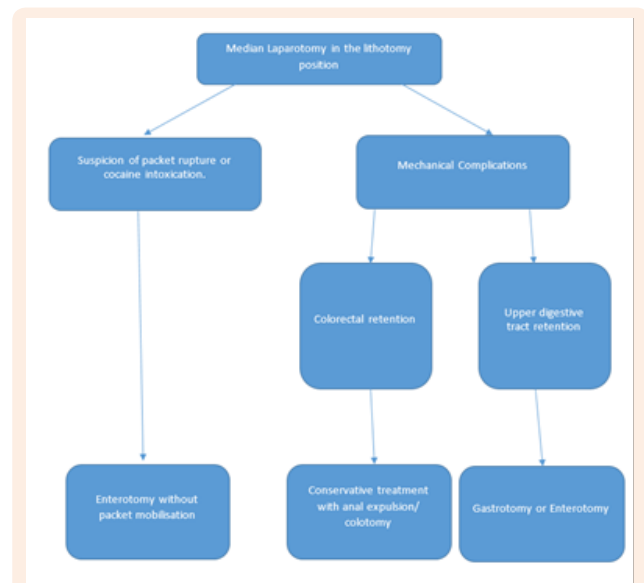 Median Laparotomy in the lithotomy
position
Suspicion of packet rupture or
cocaine intoxication.
Mechanical Complications
Colorectal retention
Upper digestive
tract retention
Enterotomy without
packet mobilisation
Conservative treatment
with anal expulsion/
colotomy
Gastrotomy or Enterotomy